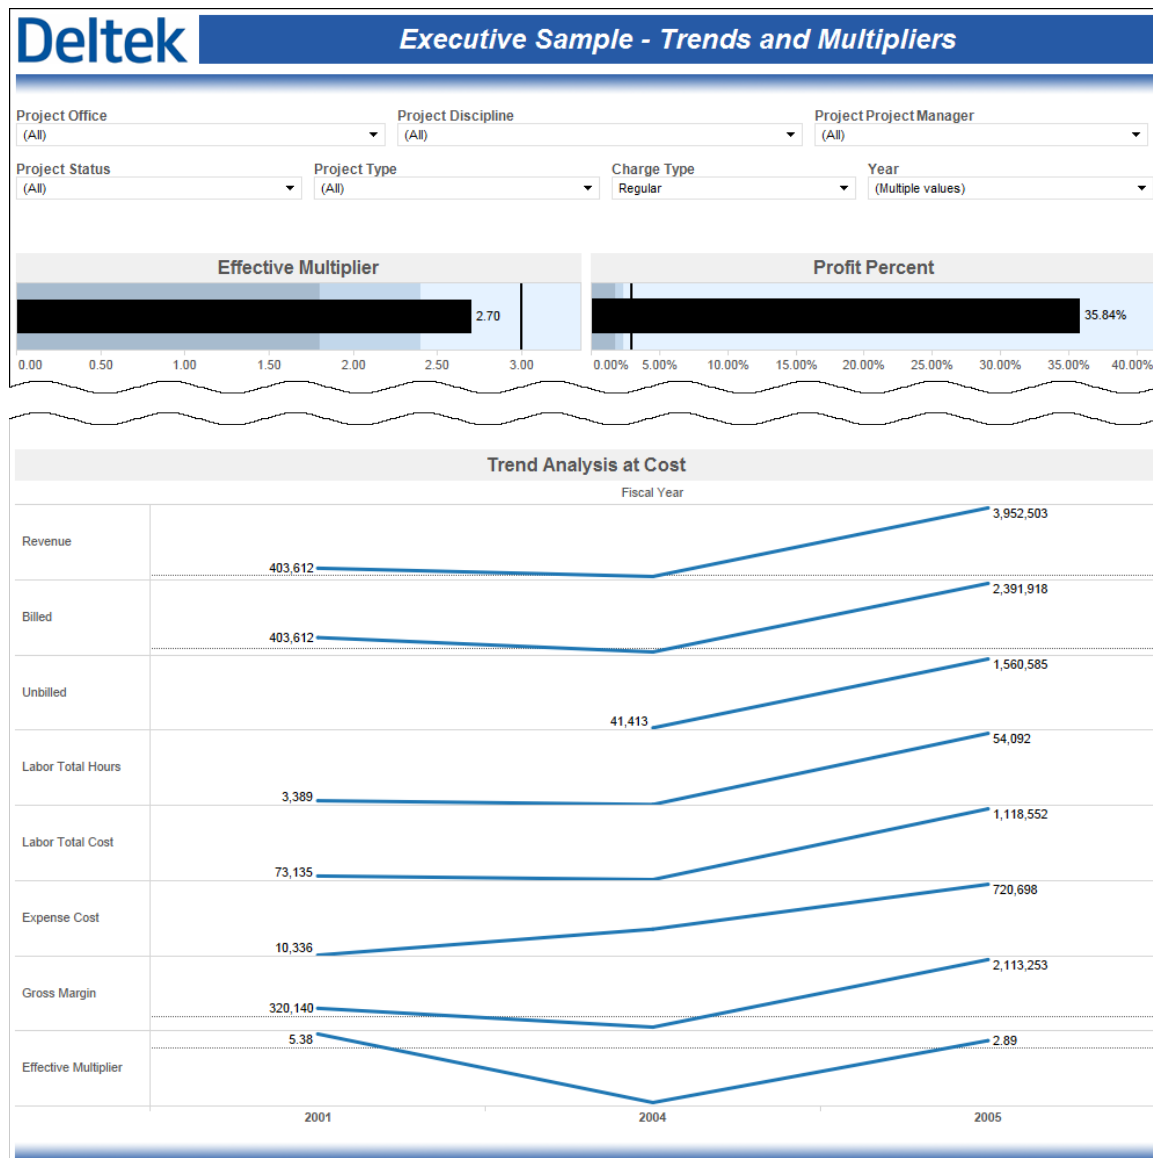 Deltek
Executive Sample - Trends and Multipliers
Project Office
Project Discipline
Project Project Manager
(All)
(All)
(All)
Project Status
Project Type
Charge Type
Year
(All)
(All)
Regular
(Multiple values)
Effective Multiplier
Profit Percent
2.70
35.84%
0.00 0.50 1.00 1.50 2.00 2.50 3.00
0.00% 5.00% 10.00% 15.00% 20.00% 25.00% 30.00% 35.00% 40.00%
Trend Analysis at Cost
Fiscal Year
Revenue
403,612
3,952,503
Billed
403,612
2,391,918
Unbilled
41,413
1,560,585
Labor Total Hours
3,389
54,092
Labor Total Cost
73,135
1,118,552
Expense Cost
10,336
720,698
Gross Margin
320,140
2,113,253
Effective Multiplier
5.38
2.89
2001 2004 2005